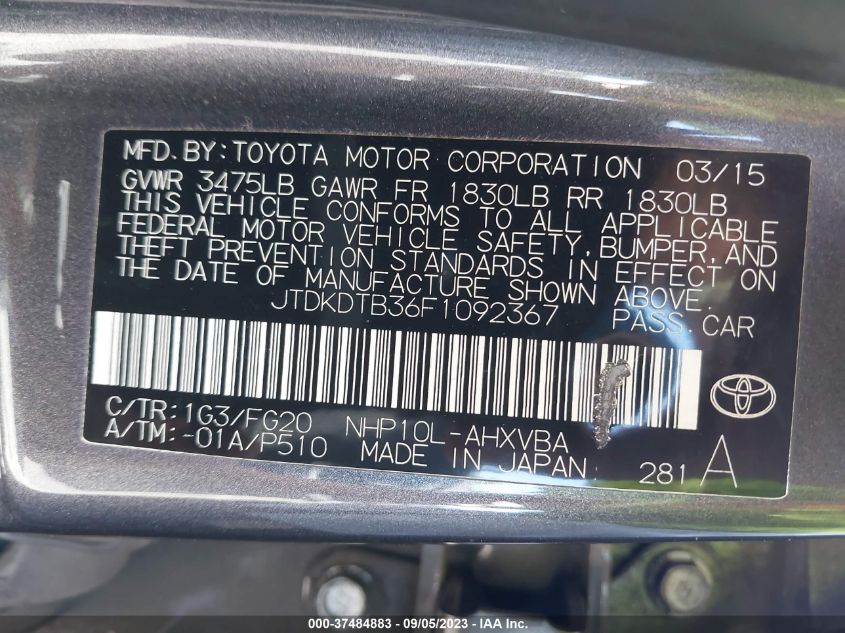 MFD. BY: TOYOTA MOTOR CORPORATION 03/15
GVWR 3475LB GAWR FR 1830LB RR 1830LB
THIS VEHICLE CONFORMS TO ALL APPLICABLE
FEDERAL MOTOR VEHICLE SAFETY, BUMPER, AND
THEFT PREVENTION STANDARDS IN EFFECT ON
THE DATE OF MANUFACTURE SHOWN ABOVE.
JTDKDTB36F1092367 PASS. CAR
C/TR: 1G3/FG20 NHP10L-AHXVBA
A/TM: -01A/P510 MADE IN JAPAN 281 A
000-37484883 - 09/05/2023 - IAA, Inc.